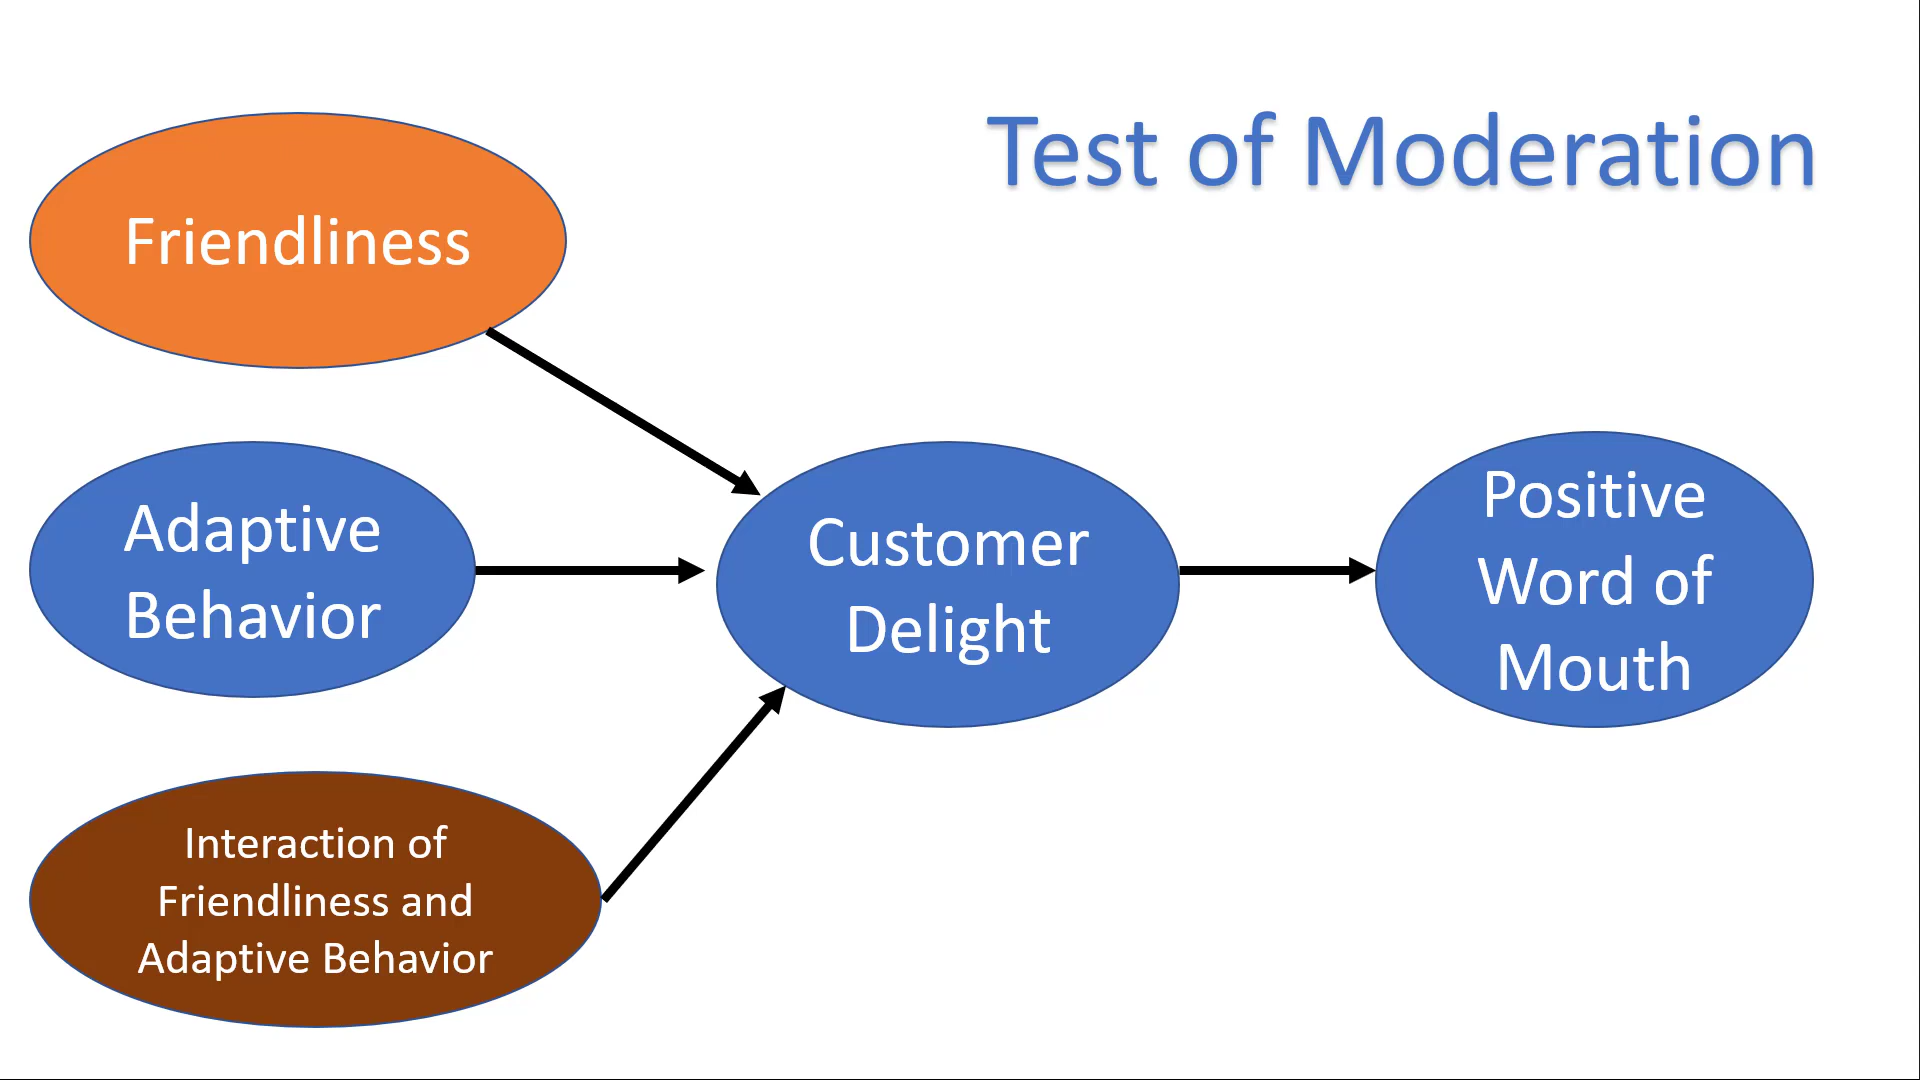 Test of Moderation
Friendliness
Adaptive
Behavior
Customer
Delight
Positive
Word of
Mouth
Interaction of
Friendliness and
Adaptive Behavior